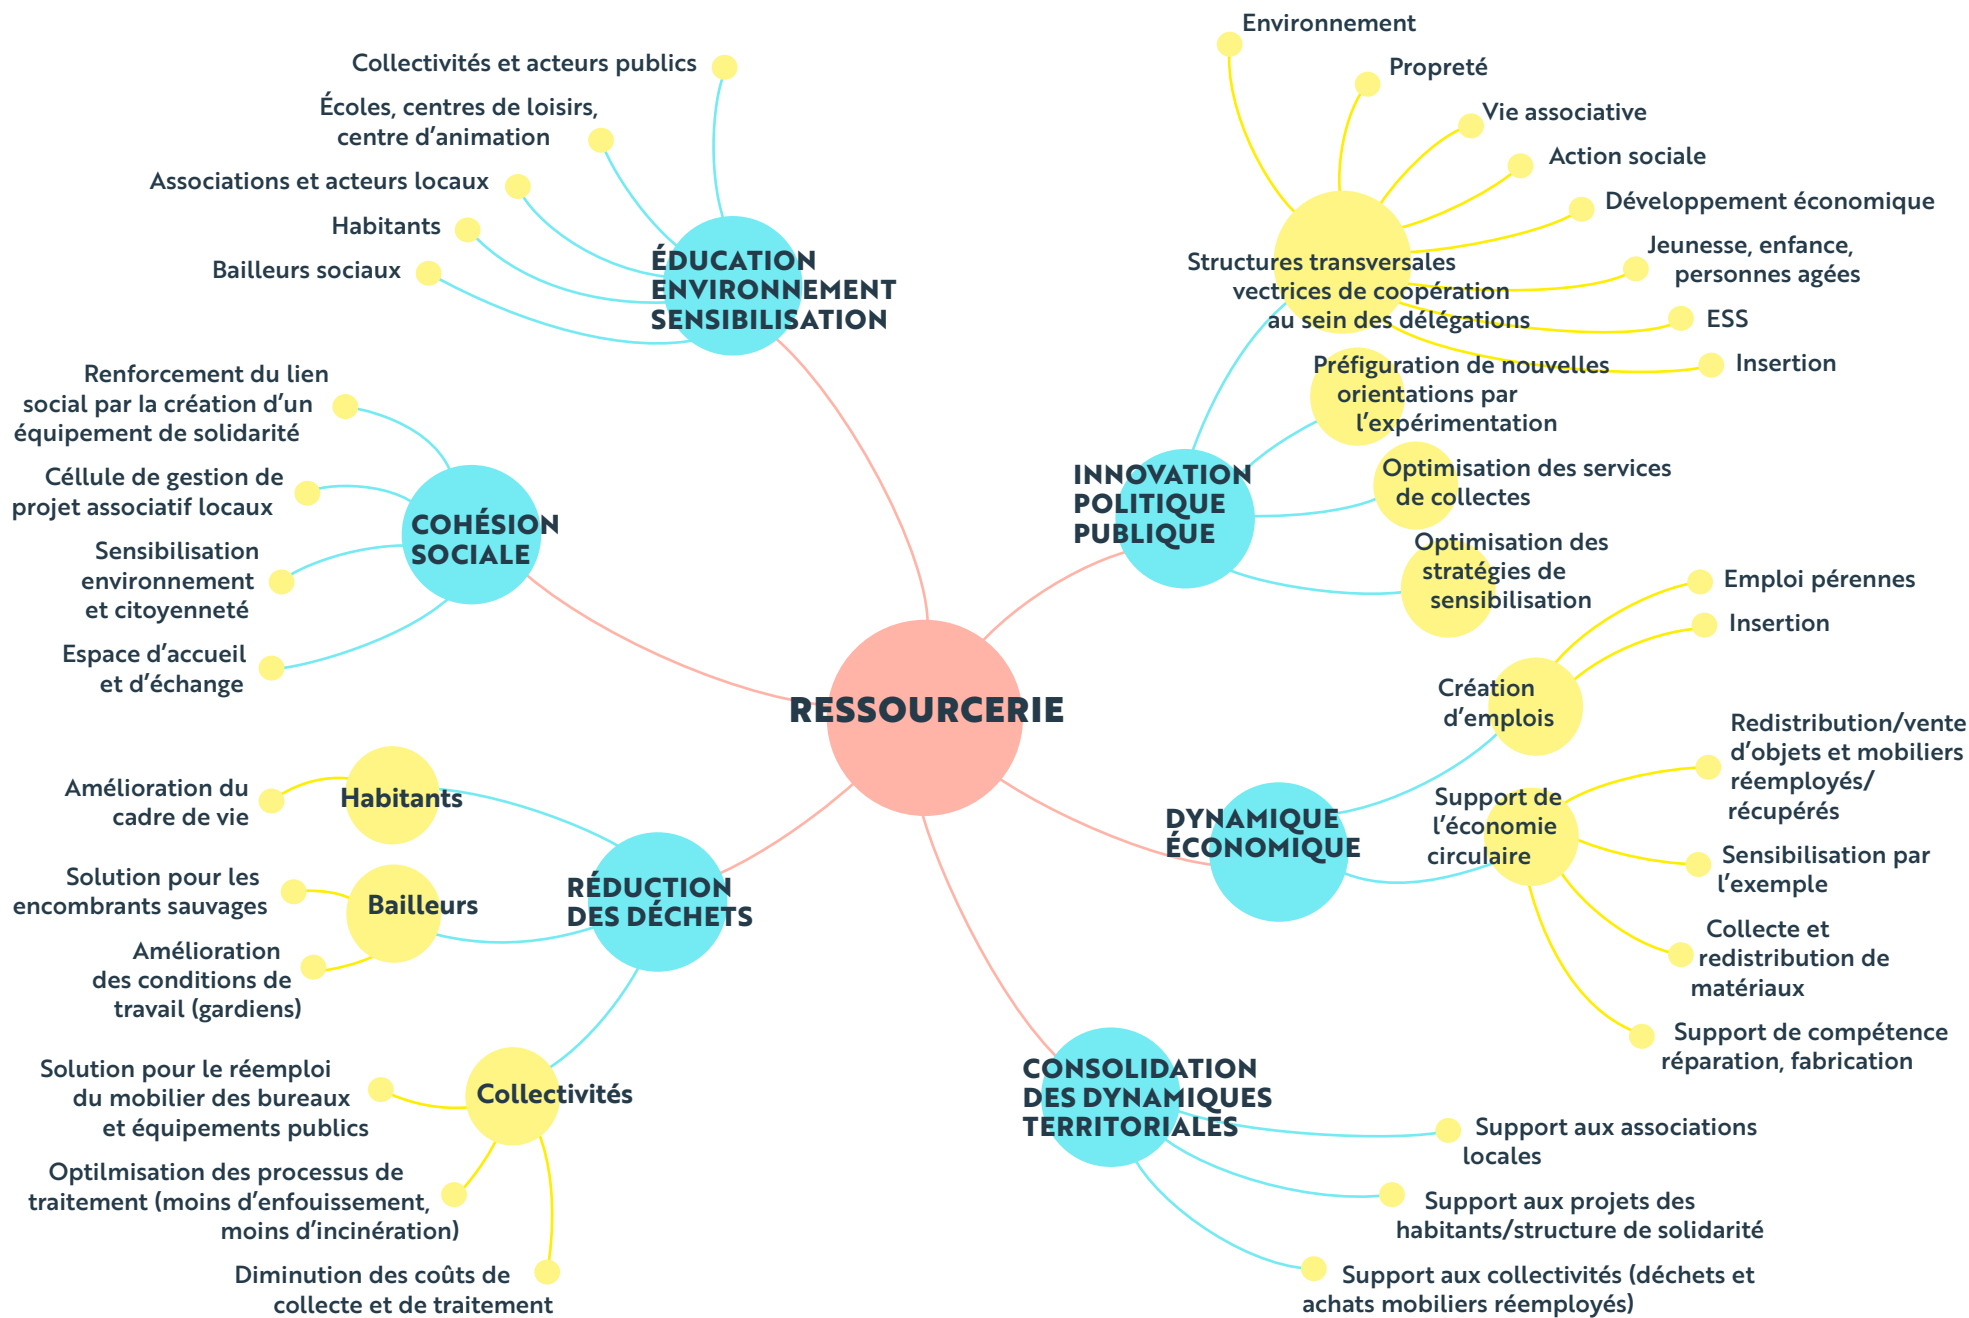 RESSOURCERIE
ÉDUCATION
ENVIRONNEMENT
SENSIBILISATION
Collectivités et acteurs publics
Écoles, centres de loisirs,
centre d’animation
Associations et acteurs locaux
Habitants
Bailleurs sociaux
COHÉSION
SOCIALE
Renforcement du lien
social par la création d’un
équipement de solidarité
Céllule de gestion de
projet associatif locaux
Sensibilisation
environnement
et citoyenneté
Espace d’accueil
et d’échange
RÉDUCTION
DES DÉCHETS
Habitants
Amélioration du
cadre de vie
Bailleurs
Solution pour les
encombrants sauvages
Amélioration
des conditions de
travail (gardiens)
Collectivités
Solution pour le réemploi
du mobilier des bureaux
et équipements publics
Optilmisation des processus de
traitement (moins d’enfouissement,
moins d’incinération)
Diminution des coûts de
collecte et de traitement
INNOVATION
POLITIQUE
PUBLIQUE
Structures transversales
vectrices de coopération
au sein des délégations
Environnement
Propreté
Vie associative
Action sociale
Développement économique
Jeunesse, enfance,
personnes agées
ESS
Insertion
Préfiguration de nouvelles
orientations par
l’expérimentation
Optimisation des services
de collectes
Optimisation des
stratégies de
sensibilisation
DYNAMIQUE
ÉCONOMIQUE
Création
d’emplois
Emploi pérennes
Insertion
Support de
l’économie
circulaire
Redistribution/vente
d’objets et mobiliers
réemployés/
récupérés
Sensibilisation par
l’exemple
Collecte et
redistribution de
matériaux
Support de compétence
réparation, fabrication
CONSOLIDATION
DES DYNAMIQUES
TERRITORIALES
Support aux associations
locales
Support aux projets des
habitants/structure de solidarité
Support aux collectivités (déchets et
achats mobiliers réemployés)